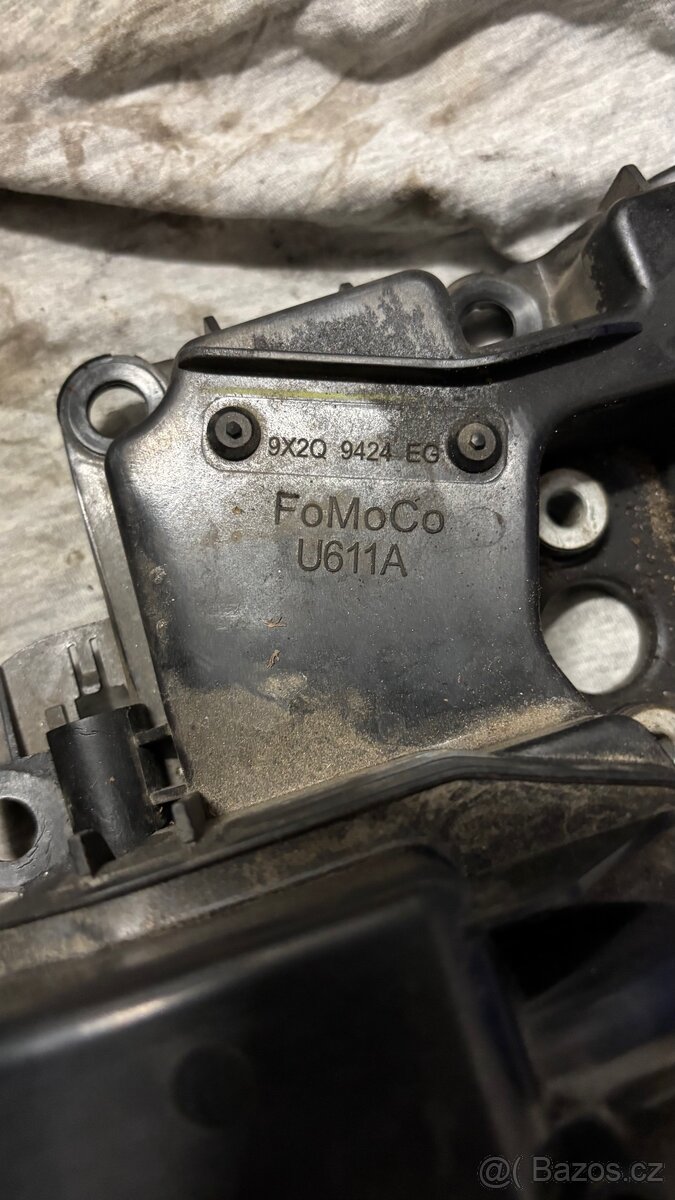 9X2Q 9424 EG
FoMoCo
U611A
@( Bazos.cz